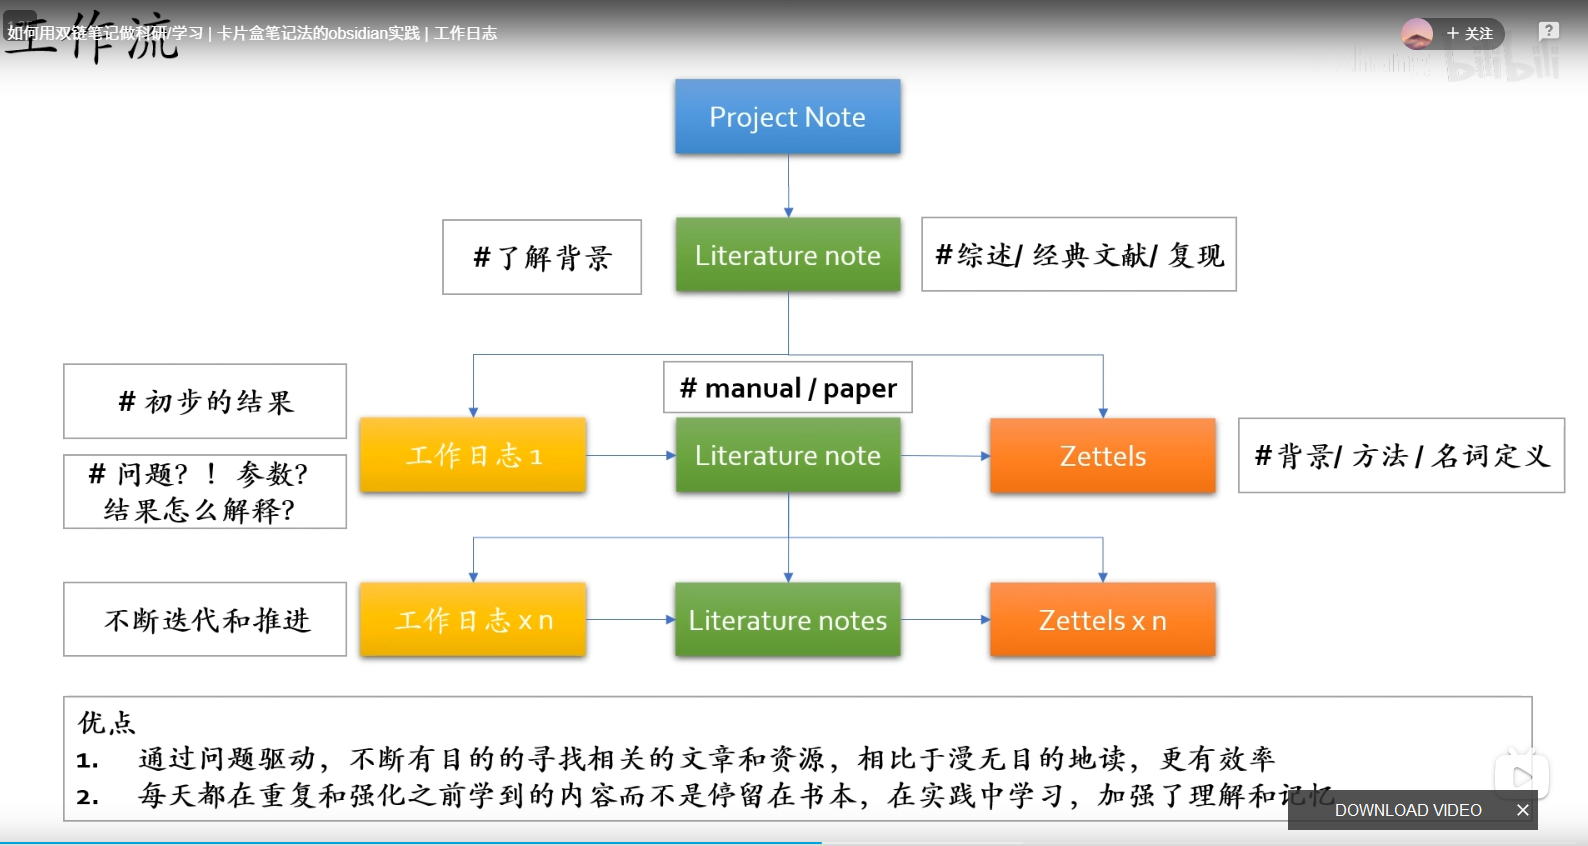 工作流
如何用双链笔记做科研/学习 | 卡片盒笔记法的obsidian实践 | 工作日志
+ 关注
bilibili
Project Note
#了解背景
Literature note
#综述/ 经典文献/ 复现
# 初步的结果
# manual / paper
# 问题？！ 参数？
结果怎么解释？
工作日志 1
Literature note
Zettels
#背景/ 方法 / 名词定义
不断迭代和推进
工作日志 x n
Literature notes
Zettels x n
优点
1. 通过问题驱动，不断有目的的寻找相关的文章和资源，相比于漫无目的地读，更有效率
2. 每天都在重复和强化之前学到的内容而不是停留在书本，在实践中学习，加强了理解和记忆
DOWNLOAD VIDEO ×